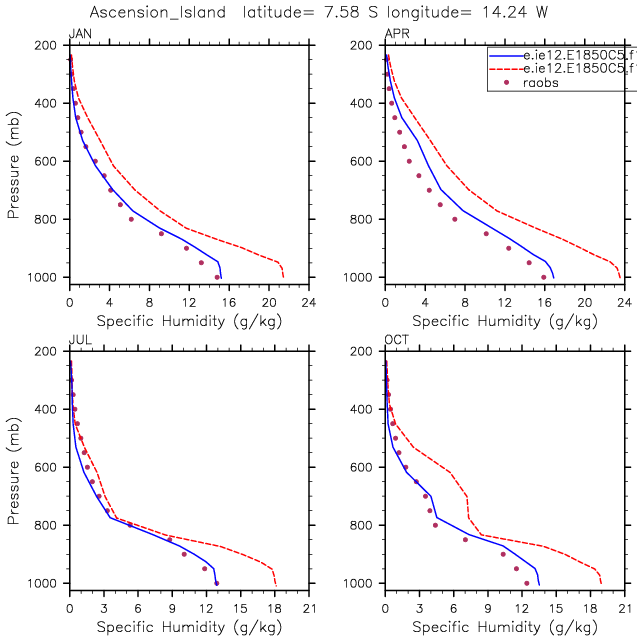 Ascension_Island latitude= 7.58 S longitude= 14.24 W
JAN
200
400
600
800
1000
Pressure (mb)
0 4 8 12 16 20 24
Specific Humidity (g/kg)
APR
200
400
600
800
1000
Pressure (mb)
0 4 8 12 16 20 24
Specific Humidity (g/kg)
e.ie12.E1850C5.f
e.ie12.E1850C5.f
raobs
JUL
200
400
600
800
1000
Pressure (mb)
0 3 6 9 12 15 18 21
Specific Humidity (g/kg)
OCT
200
400
600
800
1000
Pressure (mb)
0 3 6 9 12 15 18 21
Specific Humidity (g/kg)